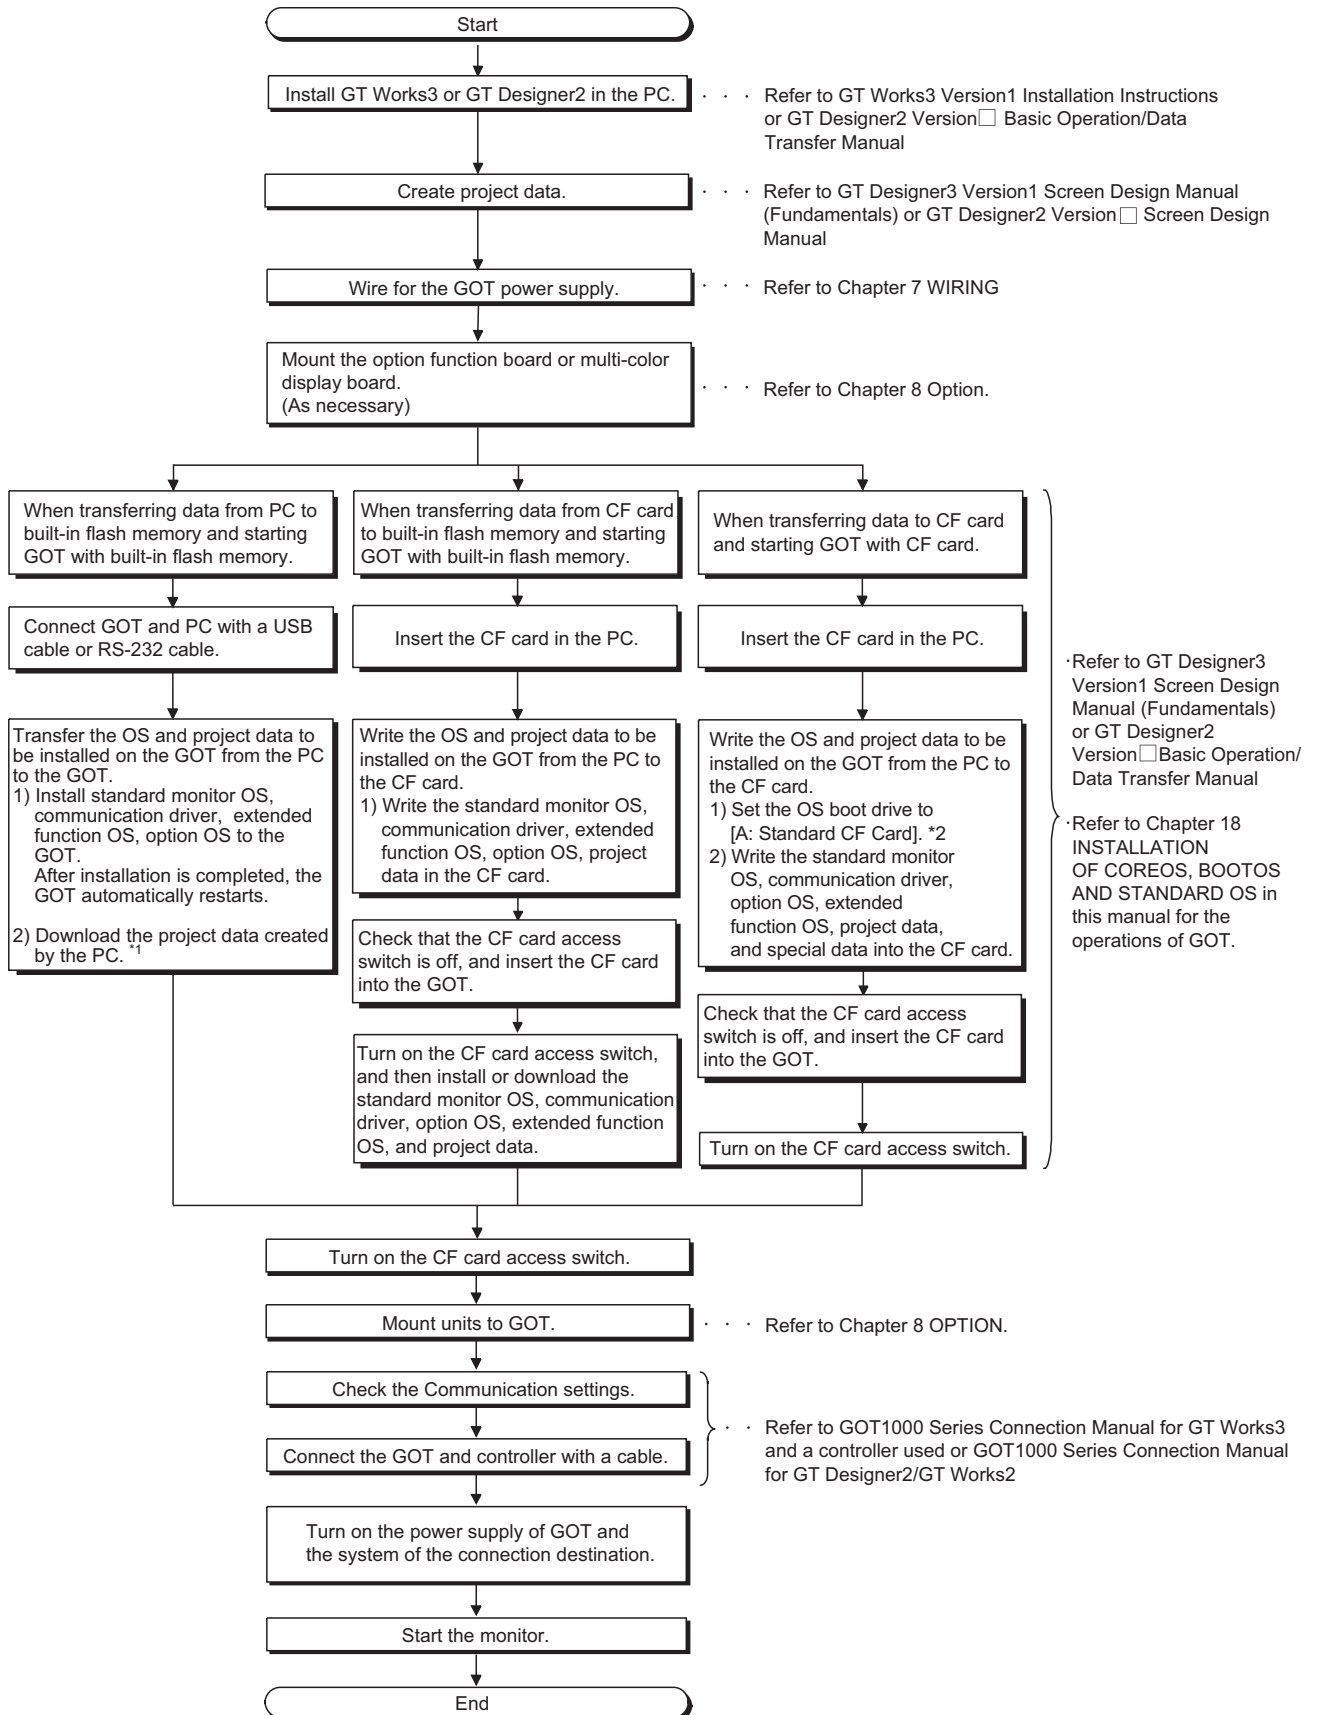 Start
Install GT Works3 or GT Designer2 in the PC.
· · · Refer to GT Works3 Version1 Installation Instructions
or GT Designer2 Version□ Basic Operation/Data
Transfer Manual
Create project data.
· · · Refer to GT Designer3 Version1 Screen Design Manual
(Fundamentals) or GT Designer2 Version□ Screen Design
Manual
Wire for the GOT power supply.
· · · Refer to Chapter 7 WIRING
Mount the option function board or multi-color
display board.
(As necessary)
· · · Refer to Chapter 8 Option.
When transferring data from PC to
built-in flash memory and starting
GOT with built-in flash memory.
Connect GOT and PC with a USB
cable or RS-232 cable.
Transfer the OS and project data to
be installed on the GOT from the PC
to the GOT.
1) Install standard monitor OS,
communication driver, extended
function OS, option OS to the
GOT.
After installation is completed, the
GOT automatically restarts.
2) Download the project data created
by the PC. *1
When transferring data from CF card
to built-in flash memory and starting
GOT with built-in flash memory.
Insert the CF card in the PC.
Write the OS and project data to be
installed on the GOT from the PC to
the CF card.
1) Write the standard monitor OS,
communication driver, extended
function OS, option OS, project
data in the CF card.
Check that the CF card access
switch is off, and insert the CF card
into the GOT.
Turn on the CF card access switch,
and then install or download the
standard monitor OS, communication
driver, option OS, extended function
OS, and project data.
When transferring data to CF card
and starting GOT with CF card.
Insert the CF card in the PC.
Write the OS and project data to be
installed on the GOT from the PC to
the CF card.
1) Set the OS boot drive to
[A: Standard CF Card]. *2
2) Write the standard monitor
OS, communication driver,
option OS, extended
function OS, project data,
and special data into the CF card.
Check that the CF card access
switch is off, and insert the CF card
into the GOT.
Turn on the CF card access switch.
·Refer to GT Designer3
Version1 Screen Design
Manual (Fundamentals)
or GT Designer2
Version□Basic Operation/
Data Transfer Manual
·Refer to Chapter 18
INSTALLATION
OF COREOS, BOOTOS
AND STANDARD OS in
this manual for the
operations of GOT.
Turn on the CF card access switch.
Mount units to GOT.
· · · Refer to Chapter 8 OPTION.
Check the Communication settings.
Connect the GOT and controller with a cable.
· · Refer to GOT1000 Series Connection Manual for GT Works3
and a controller used or GOT1000 Series Connection Manual
for GT Designer2/GT Works2
Turn on the power supply of GOT and
the system of the connection destination.
Start the monitor.
End